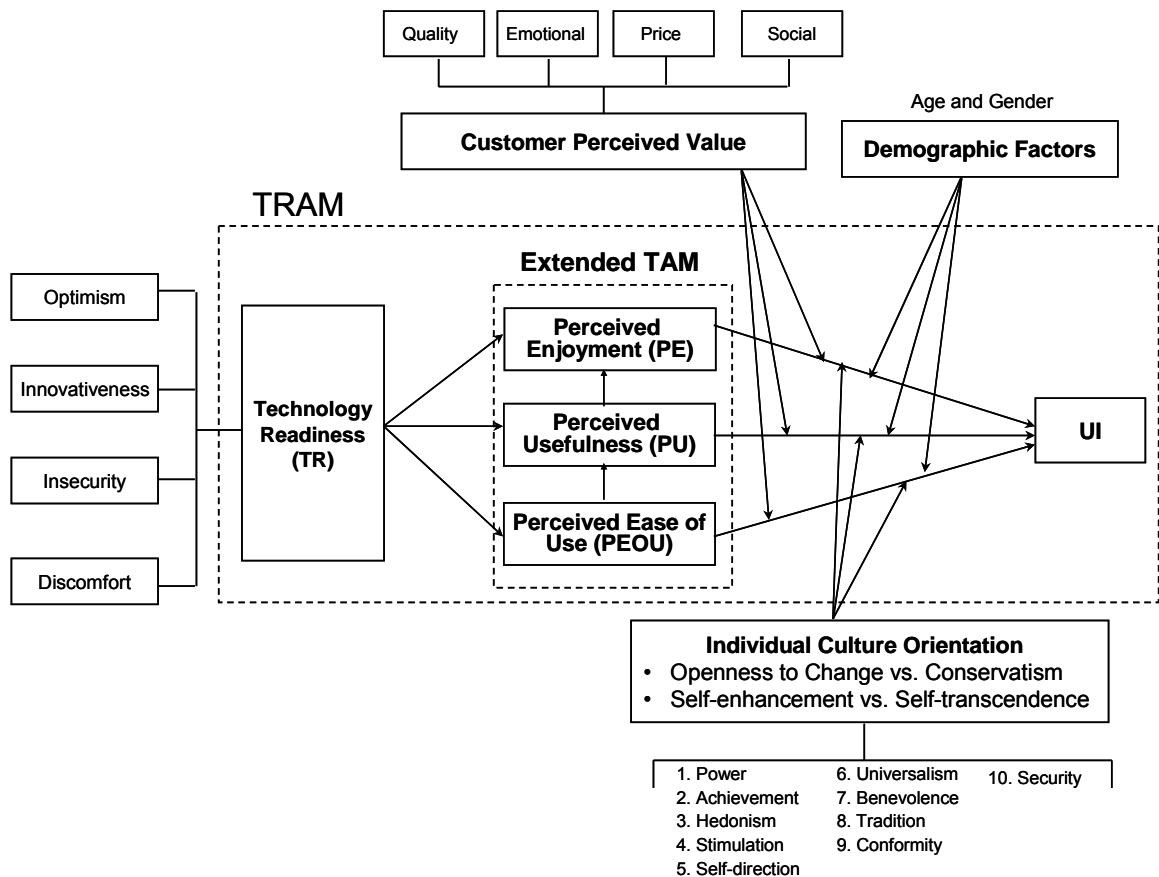 Quality
Emotional
Price
Social
Age and Gender
Customer Perceived Value
Demographic Factors
TRAM
Extended TAM
Optimism
Innovativeness
Insecurity
Discomfort
Technology
Readiness
(TR)
Perceived
Enjoyment (PE)
Perceived
Usefulness (PU)
Perceived Ease of
Use (PEOU)
UI
Individual Culture Orientation
• Openness to Change vs. Conservatism
• Self-enhancement vs. Self-transcendence
1. Power
2. Achievement
3. Hedonism
4. Stimulation
5. Self-direction
6. Universalism
7. Benevolence
8. Tradition
9. Conformity
10. Security